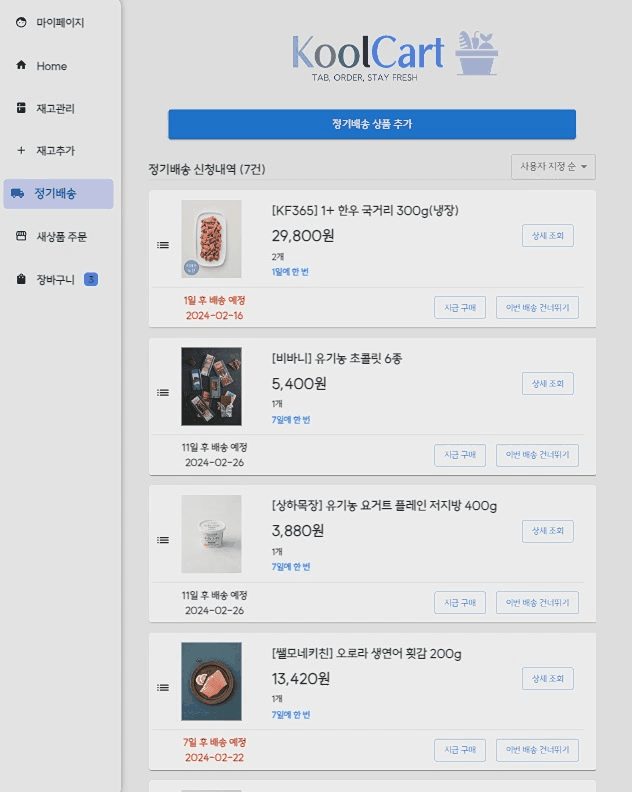 마이페이지
Home
재고관리
재고추가
정기배송
새상품 주문
장바구니 3
KoolCart
TAB, ORDER, STAY FRESH
정기배송 상품 추가
정기배송 신청내역 (7건)
사용자 지정 순
[KF365] 1+ 한우 국거리 300g(냉장)
29,800원
2개
1일에 한 번
상세 조회
1일 후 배송 예정
2024-02-16
지금 구매
이번 배송 건너뛰기
[비바니] 유기농 초콜릿 6종
5,400원
1개
7일에 한 번
상세 조회
11일 후 배송 예정
2024-02-26
지금 구매
이번 배송 건너뛰기
[상하목장] 유기농 요거트 플레인 저지방 400g
3,880원
1개
7일에 한 번
상세 조회
11일 후 배송 예정
2024-02-26
지금 구매
이번 배송 건너뛰기
[쌜모네키친] 오로라 생연어 횟감 200g
13,420원
1개
7일에 한 번
상세 조회
7일 후 배송 예정
2024-02-22
지금 구매
이번 배송 건너뛰기